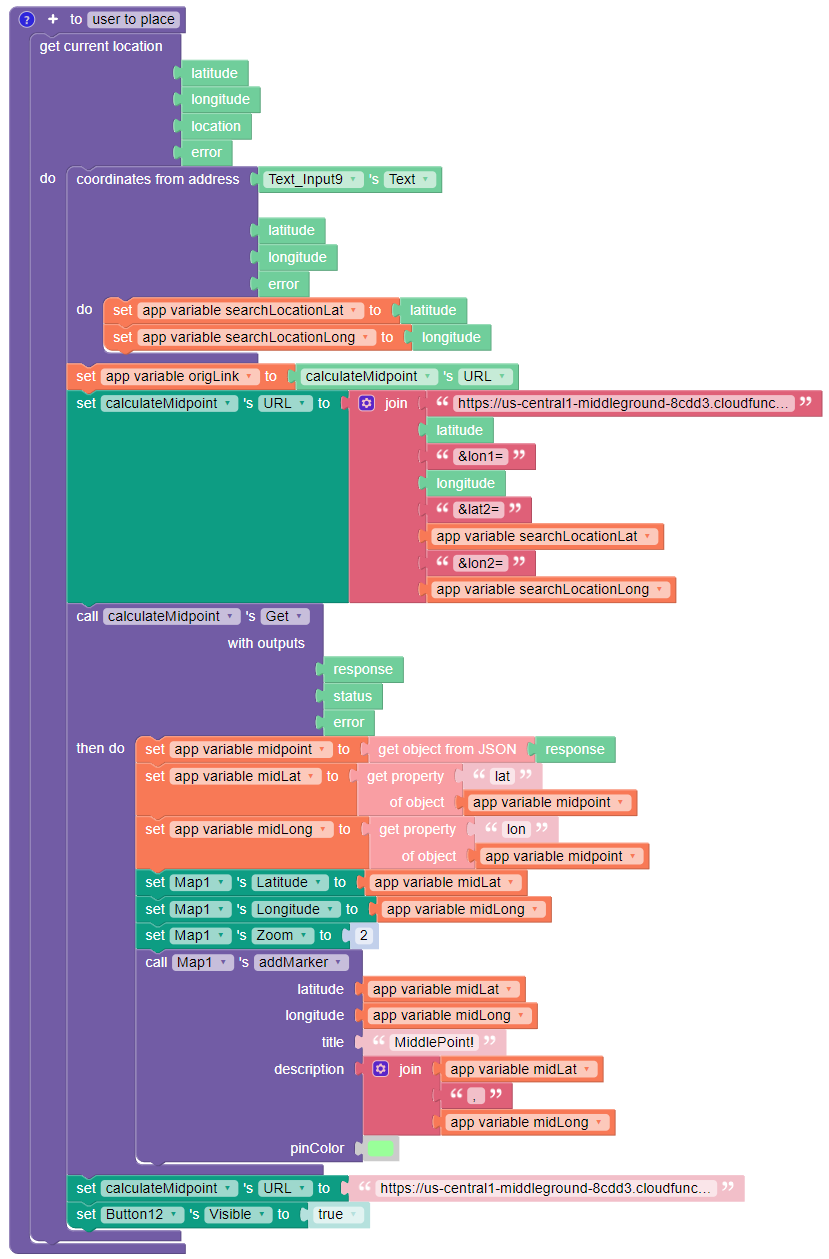 ? + to user to place
get current location
latitude
longitude
location
error
do coordinates from address Text_Input9 's Text
latitude
longitude
error
do set app variable searchLocationLat to latitude
set app variable searchLocationLong to longitude
set app variable origLink to calculateMidpoint 's URL
set calculateMidpoint 's URL to join “ https://us-central1-middleground-8cdd3.cloudfunc... ”
latitude
“ &lon1= ”
longitude
“ &lat2= ”
app variable searchLocationLat
“ &lon2= ”
app variable searchLocationLong
call calculateMidpoint 's Get
with outputs
response
status
error
then do set app variable midpoint to get object from JSON response
set app variable midLat to get property “ lat ”
of object app variable midpoint
set app variable midLong to get property “ lon ”
of object app variable midpoint
set Map1 's Latitude to app variable midLat
set Map1 's Longitude to app variable midLong
set Map1 's Zoom to 2
call Map1 's addMarker
latitude app variable midLat
longitude app variable midLong
title “ MiddlePoint! ”
description join app variable midLat
“ , ”
app variable midLong
pinColor
set calculateMidpoint 's URL to “ https://us-central1-middleground-8cdd3.cloudfunc... ”
set Button12 's Visible to true